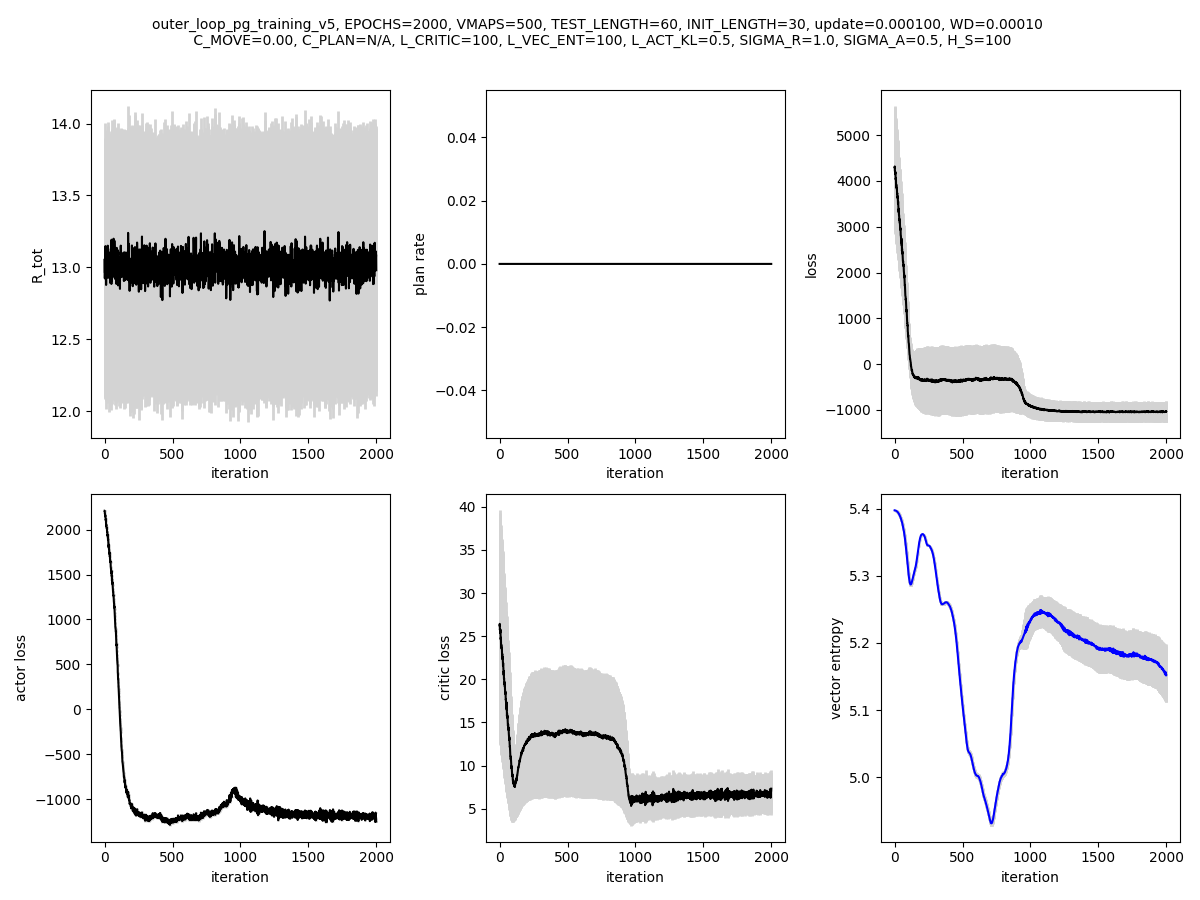 outer_loop_pg_training_v5, EPOCHS=2000, VMAPS=500, TEST_LENGTH=60, INIT_LENGTH=30, update=0.000100, WD=0.00010
C_MOVE=0.00, C_PLAN=N/A, L_CRITIC=100, L_VEC_ENT=100, L_ACT_KL=0.5, SIGMA_R=1.0, SIGMA_A=0.5, H_S=100
R_tot
14.0
13.5
13.0
12.5
12.0
0 500 1000 1500 2000
iteration
plan rate
0.04
0.02
0.00
−0.02
−0.04
0 500 1000 1500 2000
iteration
loss
5000
4000
3000
2000
1000
0
−1000
0 500 1000 1500 2000
iteration
actor loss
2000
1500
1000
500
0
−500
−1000
0 500 1000 1500 2000
iteration
critic loss
40
35
30
25
20
15
10
5
0 500 1000 1500 2000
iteration
vector entropy
5.4
5.3
5.2
5.1
5.0
0 500 1000 1500 2000
iteration